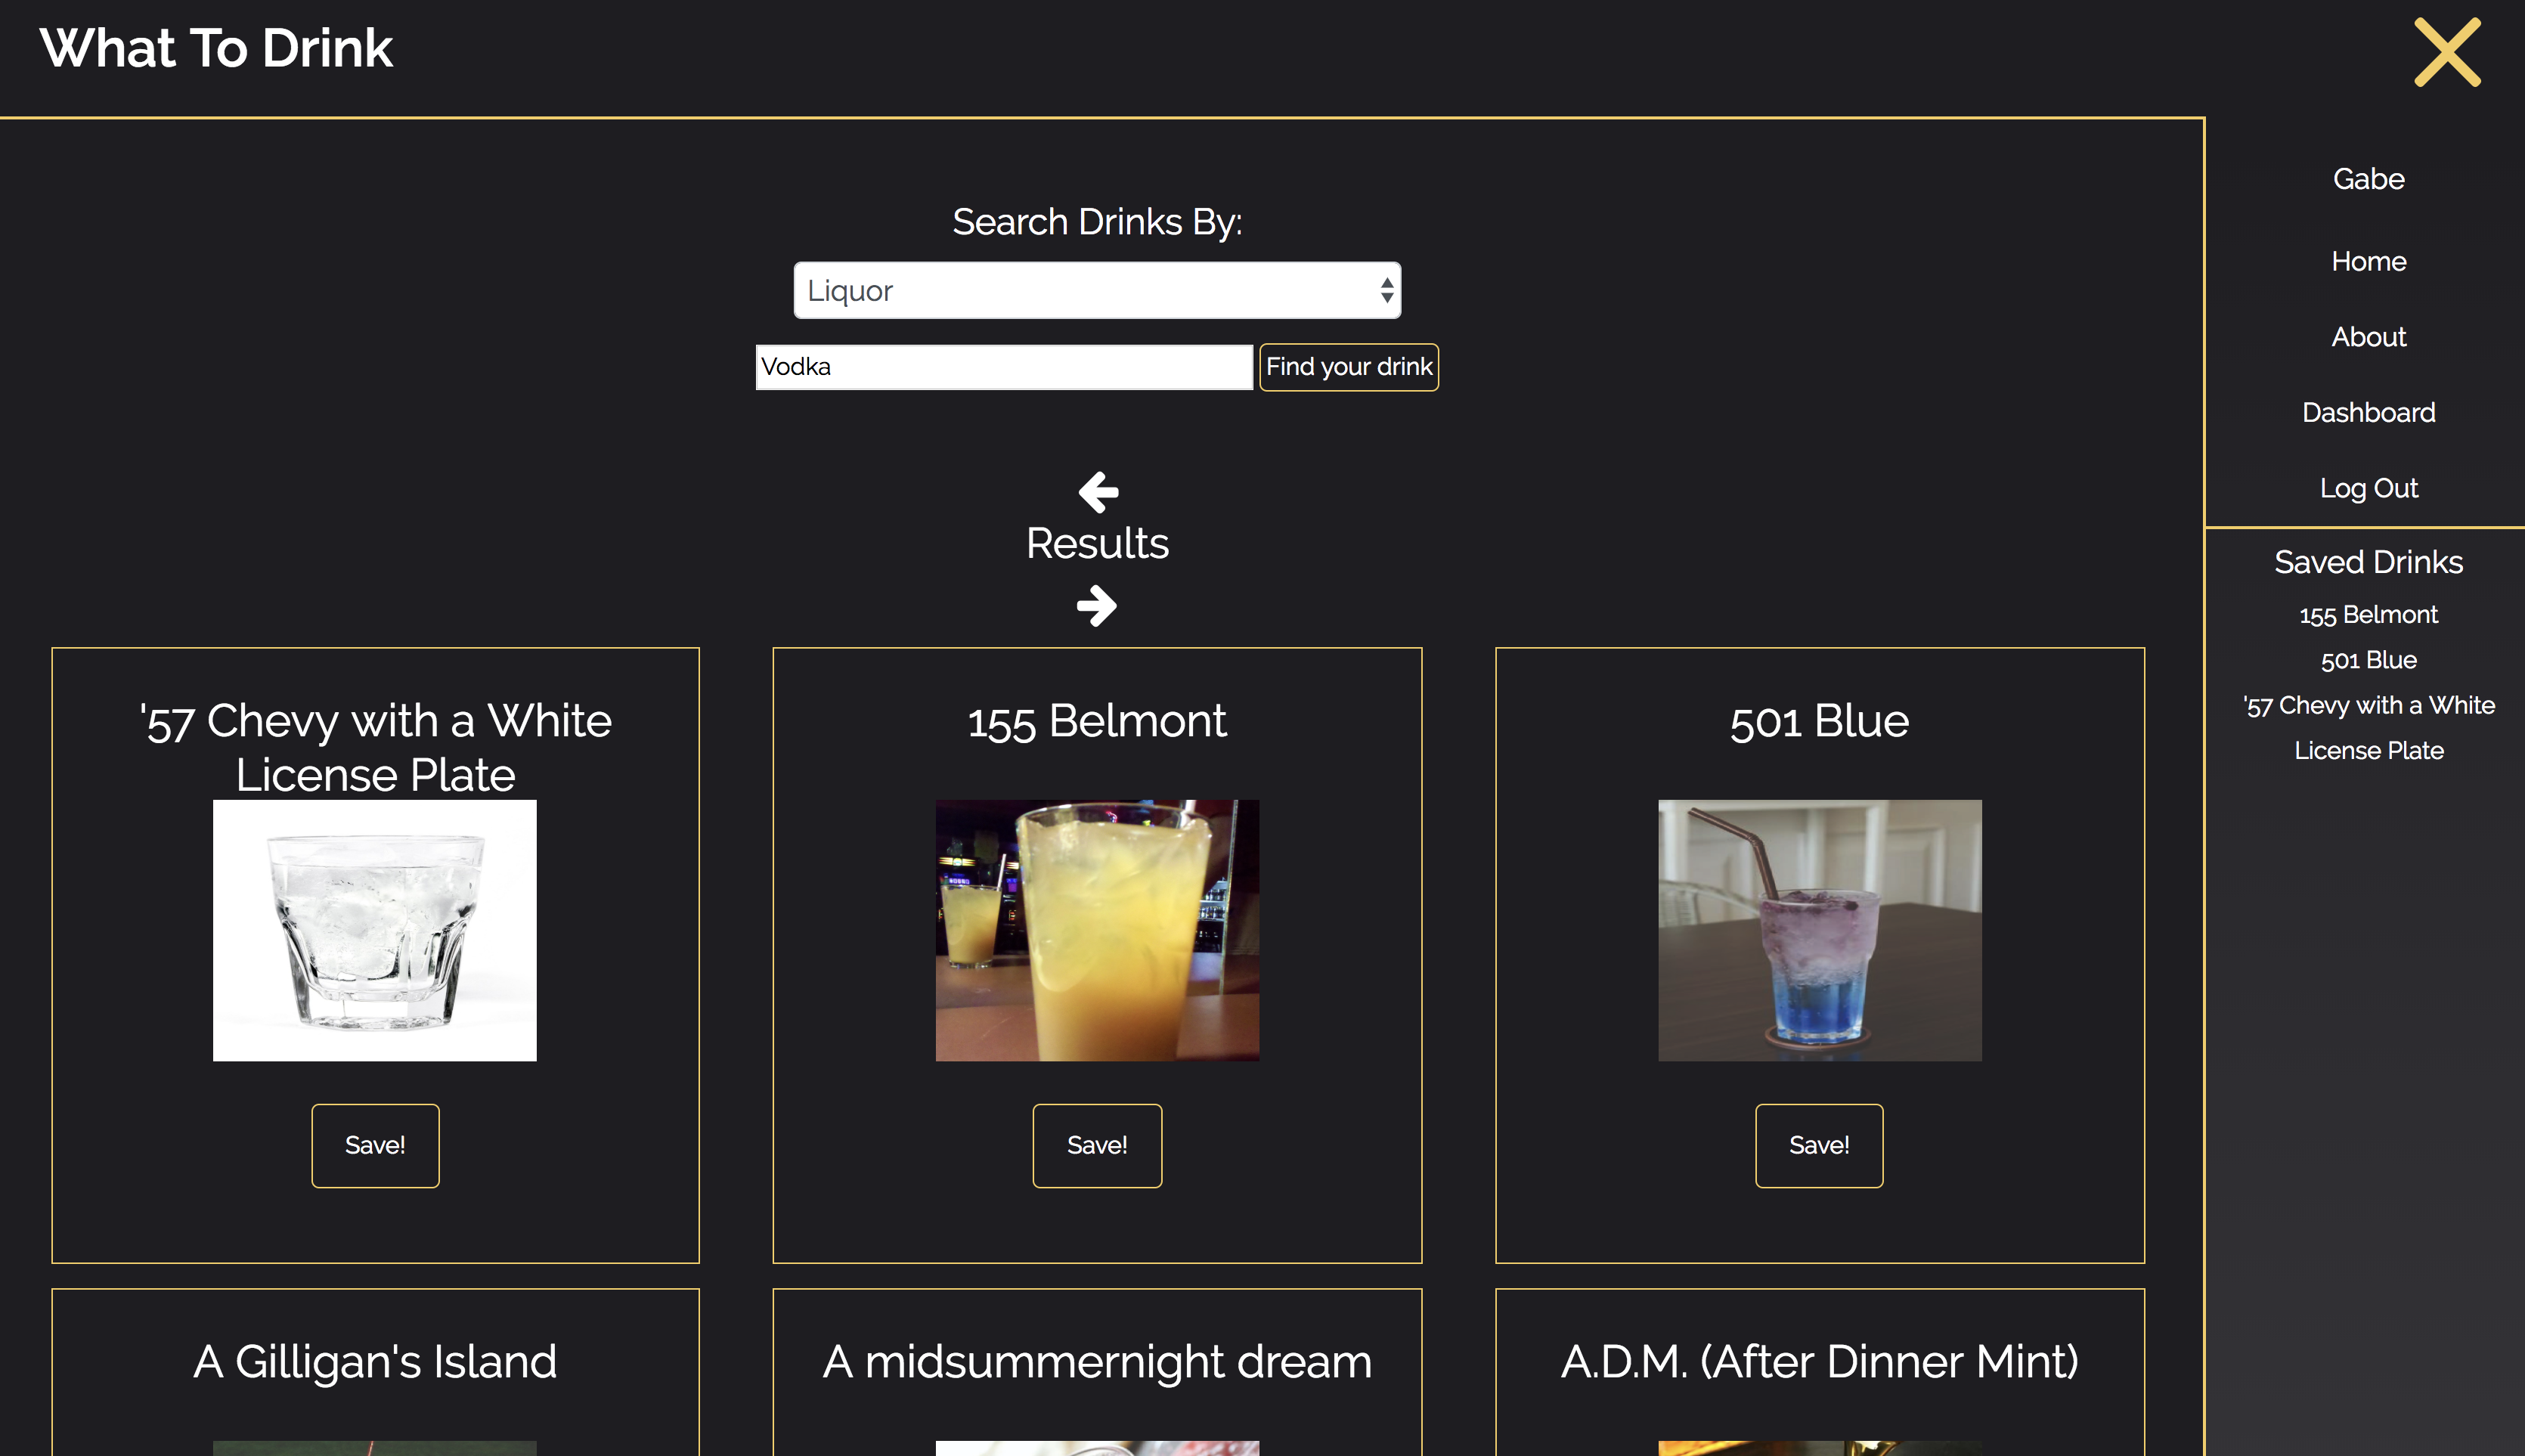 What To Drink
Search Drinks By:
Liquor
Vodka
Find your drink
Results
'57 Chevy with a White
License Plate
Save!
155 Belmont
Save!
501 Blue
Save!
A Gilligan's Island
A midsummernight dream
A.D.M. (After Dinner Mint)
Gabe
Home
About
Dashboard
Log Out
Saved Drinks
155 Belmont
501 Blue
'57 Chevy with a White
License Plate